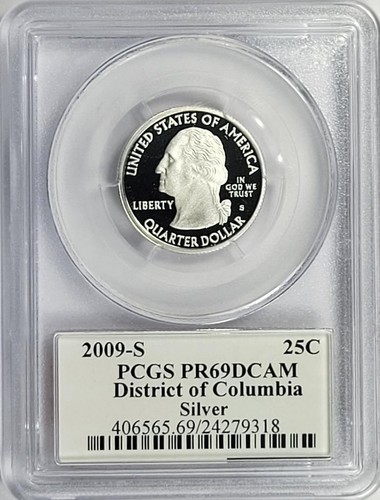 UNITED STATES OF AMERICA
IN
GOD WE
TRUST
LIBERTY
S
QUARTER DOLLAR
2009-S 25C
PCGS PR69DCAM
District of Columbia
Silver
406565.69/24279318